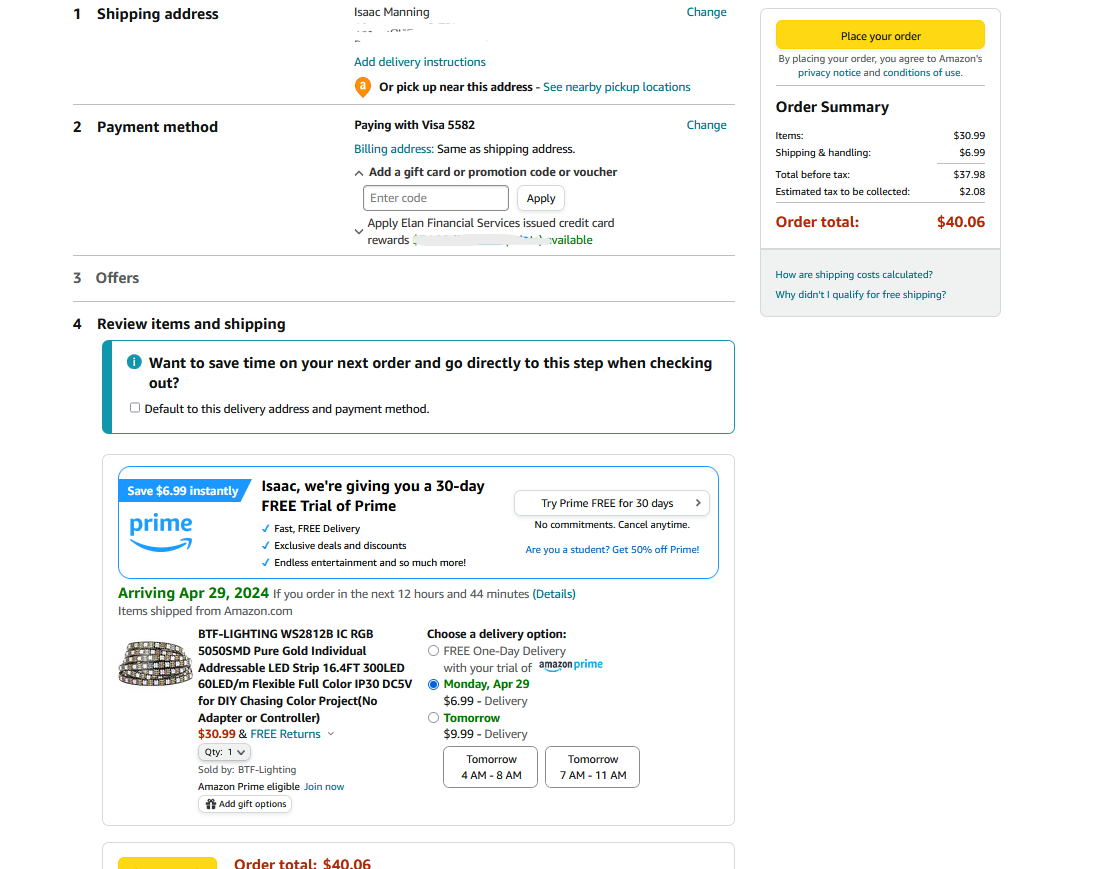 1 Shipping address
Isaac Manning
Change
Add delivery instructions
a
Or pick up near this address - See nearby pickup locations
2 Payment method
Paying with Visa 5582
Change
Billing address: Same as shipping address.
Add a gift card or promotion code or voucher
Enter code
Apply
Apply Elan Financial Services issued credit card
rewards available
3 Offers
4 Review items and shipping
Want to save time on your next order and go directly to this step when checking
out?
Default to this delivery address and payment method.
Save $6.99 instantly
prime
Isaac, we're giving you a 30-day
FREE Trial of Prime
✓ Fast, FREE Delivery
✓ Exclusive deals and discounts
✓ Endless entertainment and so much more!
Try Prime FREE for 30 days
No commitments. Cancel anytime.
Are you a student? Get 50% off Prime!
Arriving Apr 29, 2024 If you order in the next 12 hours and 44 minutes (Details)
Items shipped from Amazon.com
BTF-LIGHTING WS2812B IC RGB
5050SMD Pure Gold Individual
Addressable LED Strip 16.4FT 300LED
60LED/m Flexible Full Color IP30 DC5V
for DIY Chasing Color Project(No
Adapter or Controller)
$30.99 & FREE Returns
Qty: 1
Sold by: BTF-Lighting
Amazon Prime eligible Join now
Add gift options
Choose a delivery option:
FREE One-Day Delivery
with your trial of amazon prime
Monday, Apr 29
$6.99 - Delivery
Tomorrow
$9.99 - Delivery
Tomorrow
4 AM - 8 AM
Tomorrow
7 AM - 11 AM
Order total: $40.06
Place your order
By placing your order, you agree to Amazon's
privacy notice and conditions of use.
Order Summary
Items: $30.99
Shipping & handling: $6.99
Total before tax: $37.98
Estimated tax to be collected: $2.08
Order total: $40.06
How are shipping costs calculated?
Why didn't I qualify for free shipping?